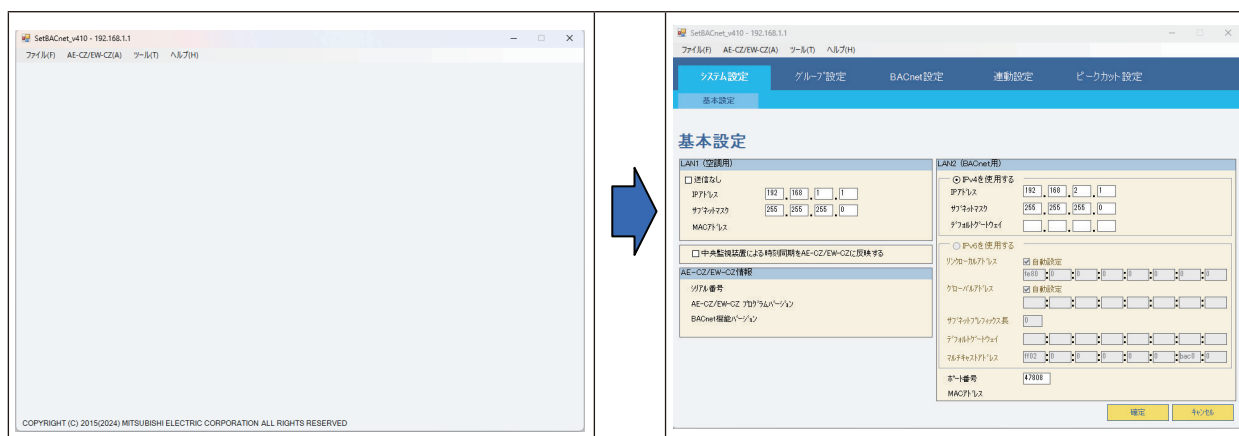 SetBACnet_v410 - 192.168.1.1
ファイル(F) AE-CZ/EW-CZ(A) ツール(T) ヘルプ(H)
COPYRIGHT (C) 2015(2024) MITSUBISHI ELECTRIC CORPORATION ALL RIGHTS RESERVED
SetBACnet_v410 - 192.168.1.1
ファイル(F) AE-CZ/EW-CZ(A) ツール(T) ヘルプ(H)
システム設定 グループ設定 BACnet設定 連動設定 ピークカット設定
基本設定
基本設定
LAN1 (空調用)
送信なし
IPアドレス 192 . 168 . 1 . 1
サブネットマスク 255 . 255 . 255 . 0
MACアドレス
中央監視装置による時刻同期をAE-CZ/EW-CZに反映する
AE-CZ/EW-CZ情報
シリアル番号
AE-CZ/EW-CZ プログラムバージョン
BACnet機能バージョン
LAN2 (BACnet用)
IPv4を使用する
IPアドレス 192 . 168 . 2 . 1
サブネットマスク 255 . 255 . 255 . 0
デフォルトゲートウェイ . . .
IPv6を使用する
リンクローカルアドレス 自動設定
fe80 : 0 : 0 : 0 : 0 : 0 : 0 : 0
グローバルアドレス 自動設定
: : : : : : :
サブネットプレフィックス長 0
デフォルトゲートウェイ : : : : : : :
マルチキャストアドレス ff02 : 0 : 0 : 0 : 0 : 0 : bac0 : 0
ポート番号 47808
MACアドレス
確定 キャンセル